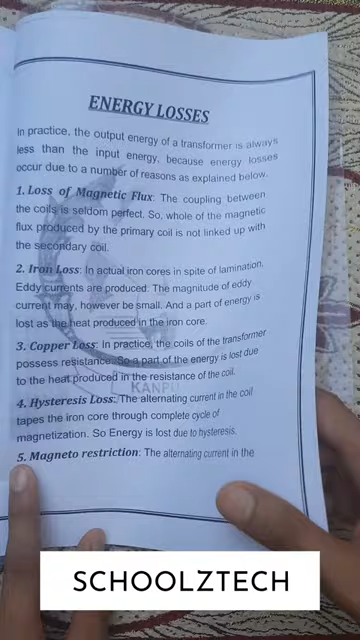 ENERGY LOSSES
In practice, the output energy of a transformer is always
less than the input energy, because energy losses
occur due to a number of reasons as explained below.
1. Loss of Magnetic Flux: The coupling between
the coils is seldom perfect. So, whole of the magnetic
flux produced by the primary coil is not linked up with
the secondary coil.
2. Iron Loss: In actual iron cores in spite of lamination.
Eddy currents are produced. The magnitude of eddy
current may, however be small. And a part of energy is
lost as the heat produced in the iron core.
3. Copper Loss: In practice, the coils of the transformer
possess resistance. So a part of the energy is lost due
to the heat produced in the resistance of the coil.
KANPU
4. Hysteresis Loss: The alternating current in the coil
tapes the iron core through complete cycle of
magnetization. So Energy is lost due to hysteresis.
5. Magneto restriction: The alternating current in the
SCHOOLZTECH